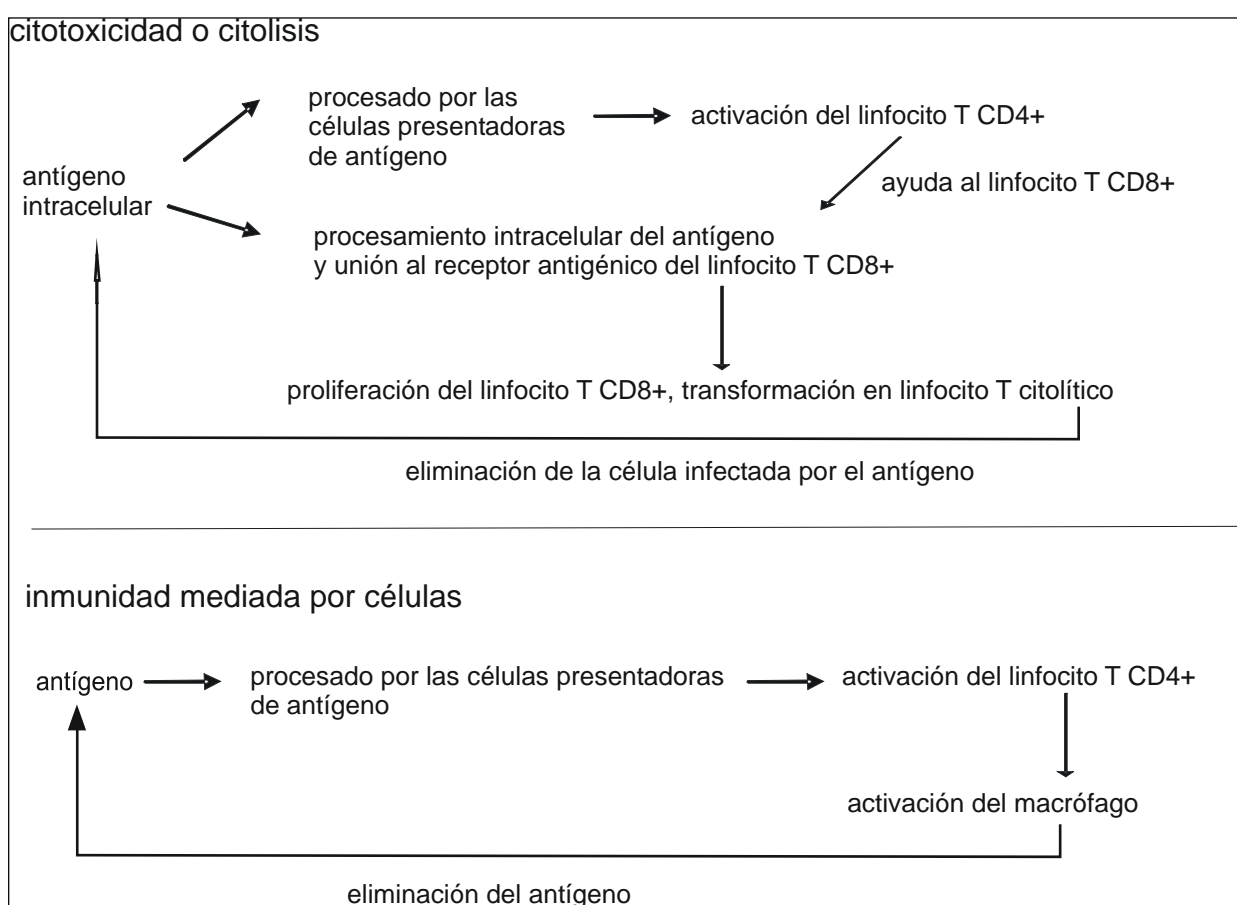 citotoxicidad o citolisis
procesado por las
células presentadoras
de antígeno
activación del linfocito T CD4+
antígeno
intracelular
ayuda al linfocito T CD8+
procesamiento intracelular del antígeno
y unión al receptor antigénico del linfocito T CD8+
proliferación del linfocito T CD8+, transformación en linfocito T citolítico
eliminación de la célula infectada por el antígeno
inmunidad mediada por células
antígeno
procesado por las células presentadoras
de antígeno
activación del linfocito T CD4+
activación del macrófago
eliminación del antígeno